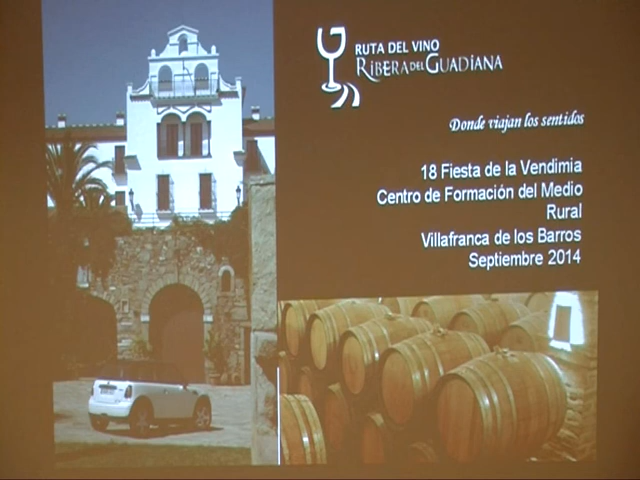 RUTA DEL VINO
RIBERA DEL GUADIANA
Donde viajan los sentidos
18 Fiesta de la Vendimia
Centro de Formación del Medio
Rural
Villafranca de los Barros
Septiembre 2014